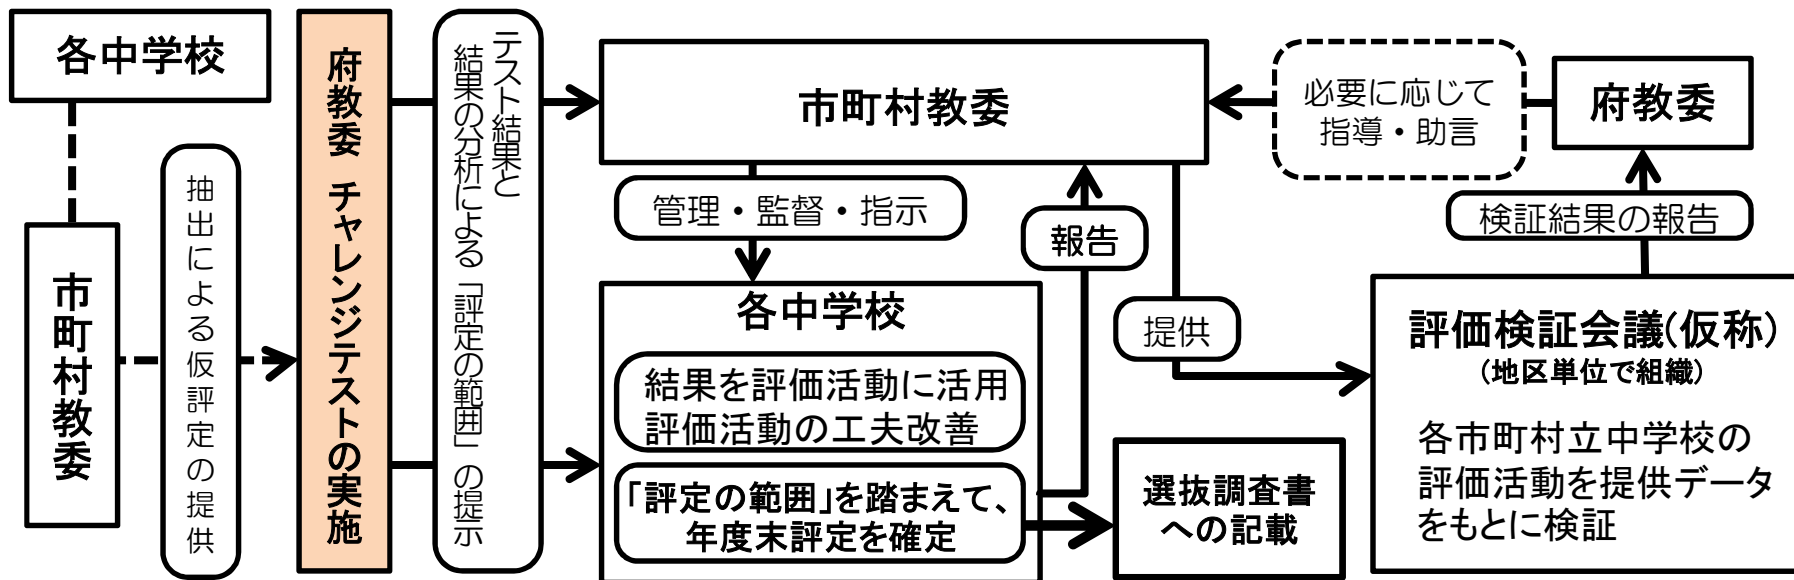 各中学校
市町村教委
抽出による仮評定の提供
府教委 チャレンジテストの実施
テスト結果と
結果の分析による「評定の範囲」の提示
市町村教委
管理・監督・指示
報告
提供
必要に応じて
指導・助言
府教委
検証結果の報告
各中学校
結果を評価活動に活用
評価活動の工夫改善
「評定の範囲」を踏まえて、
年度末評定を確定
選抜調査書
への記載
評価検証会議(仮称)
(地区単位で組織)
各市町村立中学校の
評価活動を提供データ
をもとに検証